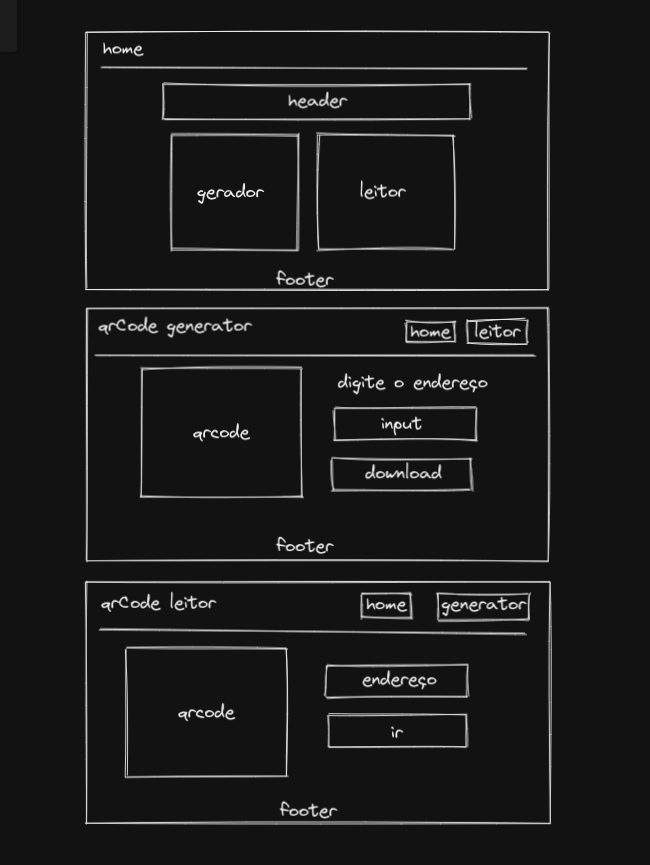 home
header
gerador
leitor
footer
qrCode generator
home
leitor
qrcode
digite o endereço
input
download
footer
qrCode leitor
home
generator
qrcode
endereço
ir
footer